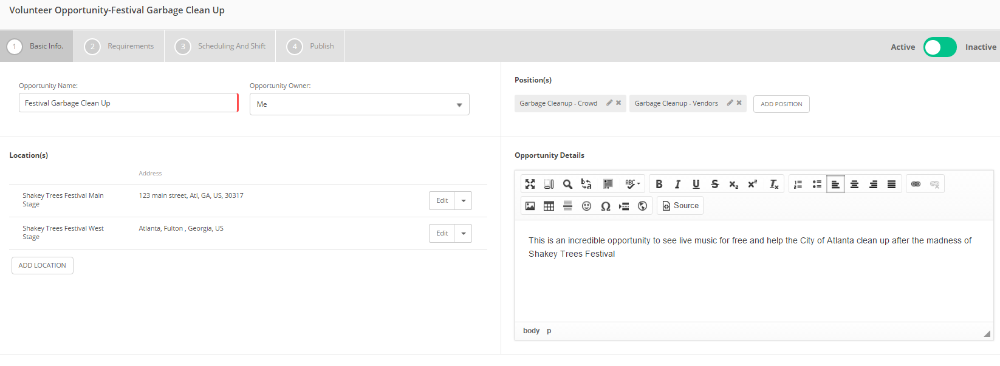 Volunteer Opportunity-Festival Garbage Clean Up
1 Basic Info.
2 Requirements
3 Scheduling And Shift
4 Publish
Active
Inactive
Opportunity Name:
Festival Garbage Clean Up
Opportunity Owner:
Me
Position(s)
Garbage Cleanup - Crowd
Garbage Cleanup - Vendors
ADD POSITION
Location(s)
Address
Shakey Trees Festival Main
Stage
123 main street, Atl, GA, US, 30317
Edit
Shakey Trees Festival West
Stage
Atlanta, Fulton , Georgia, US
Edit
ADD LOCATION
Opportunity Details
ABC
B I U S x₂ x² Tx
Ω
Source
This is an incredible opportunity to see live music for free and help the City of Atlanta clean up after the madness of
Shakey Trees Festival
body p